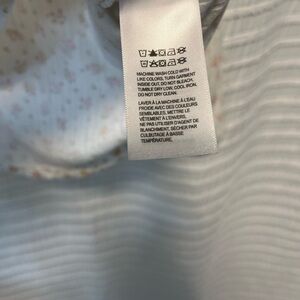 MACHINE WASH COLD WITH
LIKE COLORS, TURN GARMENT
INSIDE OUT, DO NOT BLEACH,
TUMBLE DRY LOW, COOL IRON,
DO NOT DRY CLEAN.
LAVER À LA MACHINE À L'EAU
FROIDE AVEC DES COULEURS
SEMBLABLES. METTRE LE
VÊTEMENT À L'ENVERS.
NE PAS UTILISER D'AGENT DE
BLANCHIMENT, SÉCHER PAR
CULBUTAGE À BASSE
TEMPÉRATURE.